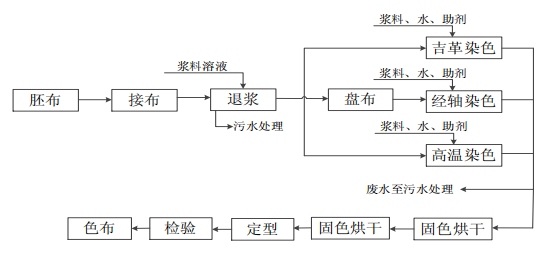 浆料、水、助剂
吉革染色
浆料溶液
浆料、水、助剂
胚布
接布
退浆
盘布
经轴染色
污水处理
浆料、水、助剂
高温染色
废水至污水处理
色布
检验
定型
固色烘干
固色烘干